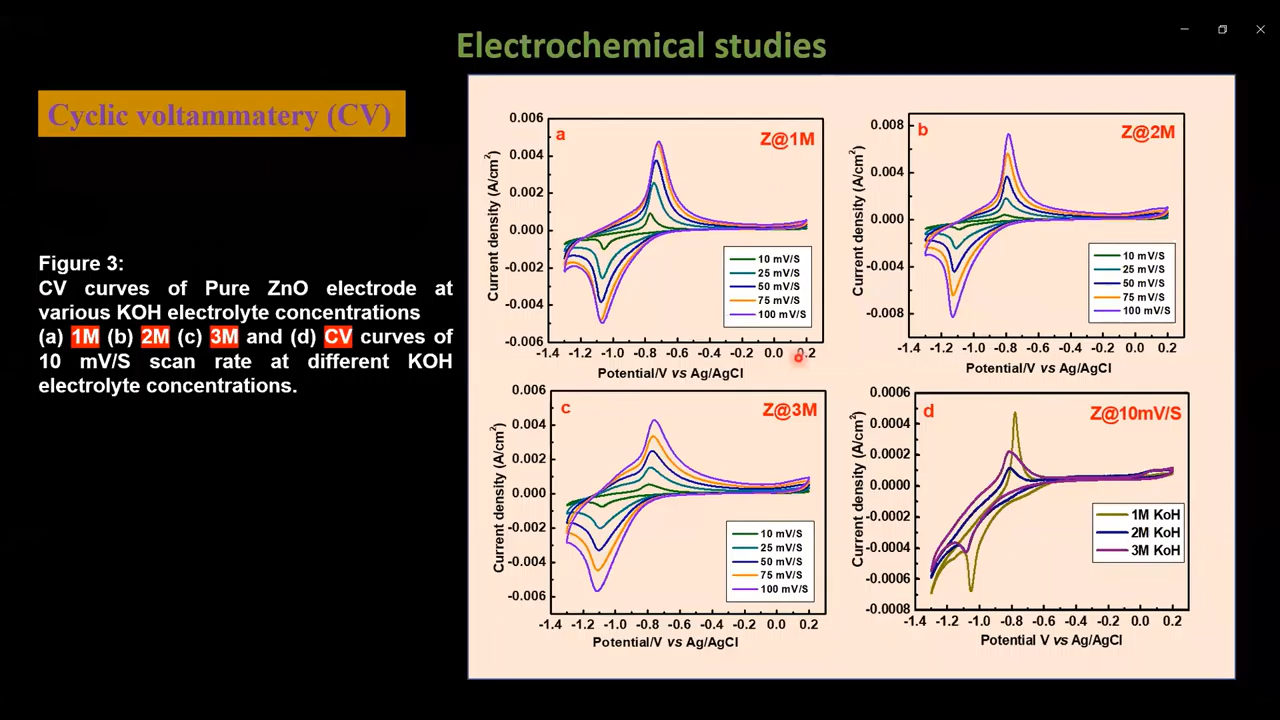 Electrochemical studies
Cyclic voltammatery (CV)
Figure 3:
CV curves of Pure ZnO electrode at
various KOH electrolyte concentrations
(a) 1M (b) 2M (c) 3M and (d) CV curves of
10 mV/S scan rate at different KOH
electrolyte concentrations.
a
Z@1M
Current density (A/cm²)
0.006
0.004
0.002
0.000
-0.002
-0.004
-0.006
10 mV/S
25 mV/S
50 mV/S
75 mV/S
100 mV/S
-1.4 -1.2 -1.0 -0.8 -0.6 -0.4 -0.2 0.0 0.2
Potential/V vs Ag/AgCl
b
Z@2M
Current density (A/cm²)
0.008
0.004
0.000
-0.004
-0.008
10 mV/S
25 mV/S
50 mV/S
75 mV/S
100 mV/S
-1.4 -1.2 -1.0 -0.8 -0.6 -0.4 -0.2 0.0 0.2
Potential/V vs Ag/AgCl
c
Z@3M
Current density (A/cm²)
0.006
0.004
0.002
0.000
-0.002
-0.004
-0.006
10 mV/S
25 mV/S
50 mV/S
75 mV/S
100 mV/S
-1.4 -1.2 -1.0 -0.8 -0.6 -0.4 -0.2 0.0 0.2
Potential/V vs Ag/AgCl
d
Z@10mV/S
Current density (A/cm²)
0.0006
0.0004
0.0002
0.0000
-0.0002
-0.0004
-0.0006
-0.0008
1M KoH
2M KoH
3M KoH
-1.4 -1.2 -1.0 -0.8 -0.6 -0.4 -0.2 0.0 0.2
Potential V vs Ag/AgCl